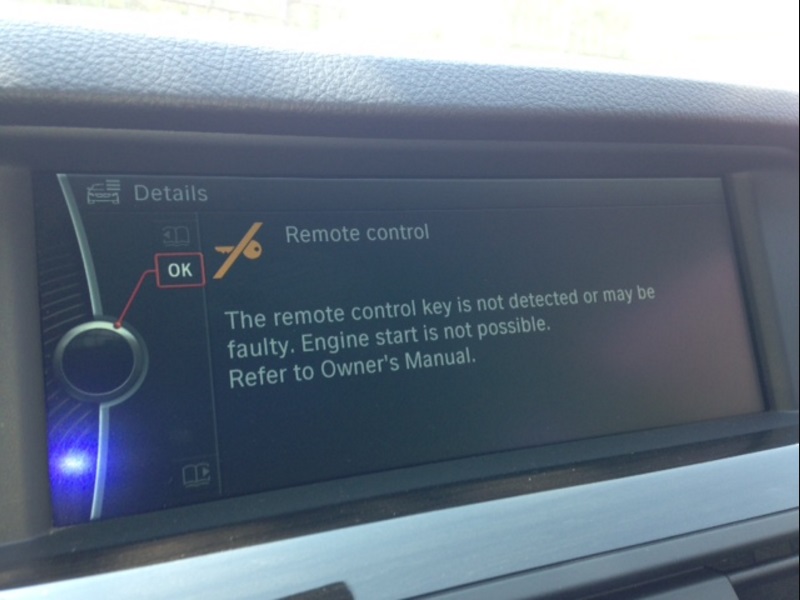 Details
Remote control
OK
The remote control key is not detected or may be
faulty. Engine start is not possible.
Refer to Owner's Manual.